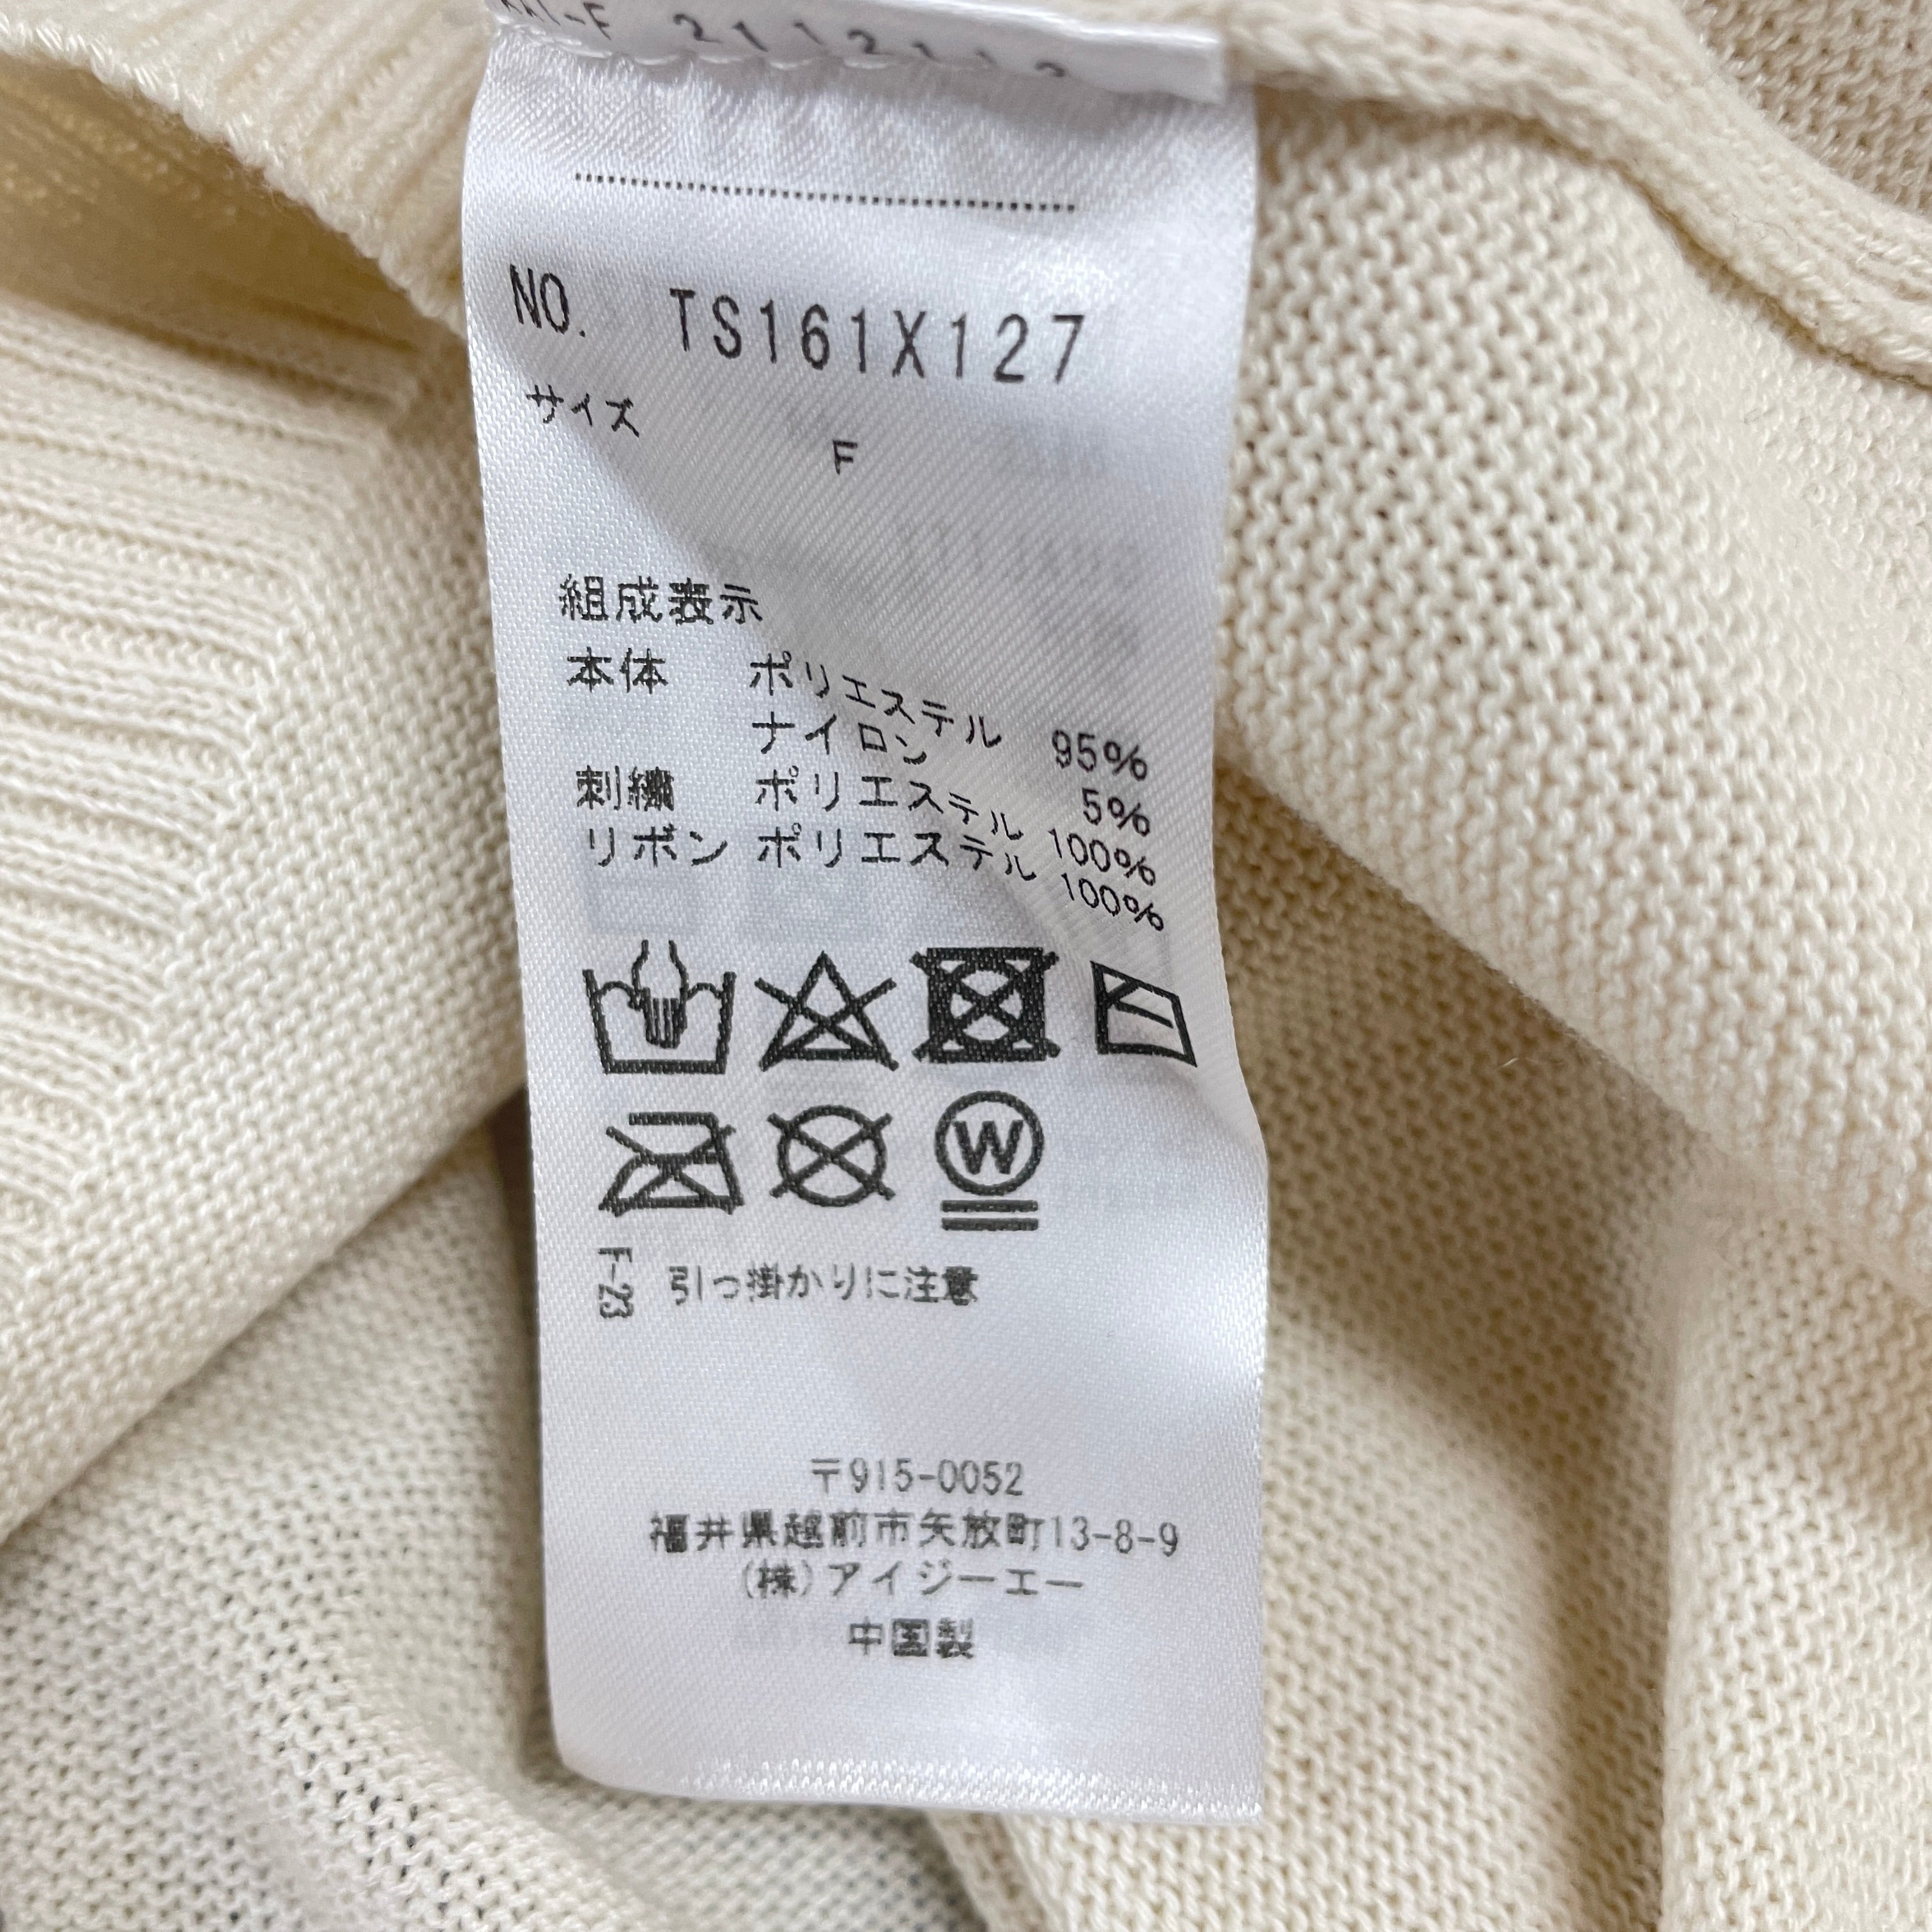 NO. TS161X127
サイズ
F
組成表示
本体 ポリエステル 95%
ナイロン 5%
刺繍 ポリエステル 100%
リボン ポリエステル 100%
W
F-23 引っ掛かりに注意
〒915-0052
福井県越前市矢放町13-8-9
(株)アイジーエー
中国製